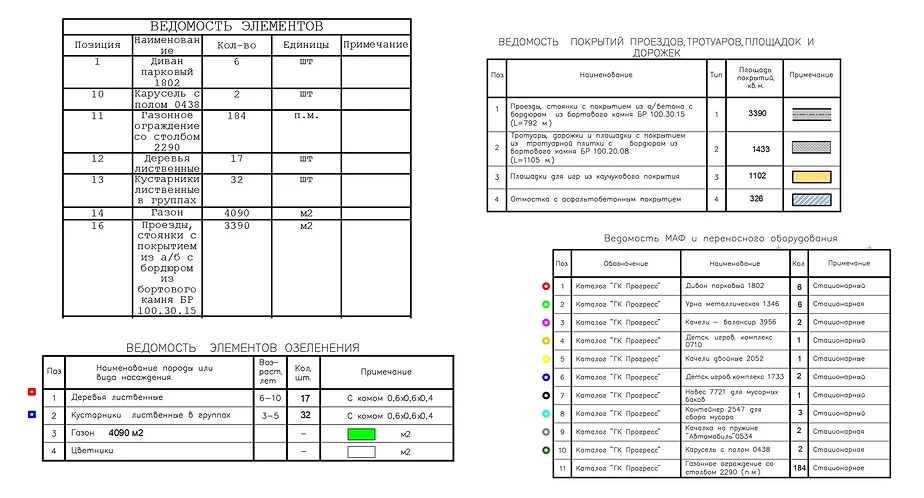 ВЕДОМОСТЬ ЭЛЕМЕНТОВ
Позиция Наименован Кол-во Единицы Примечание
ие
1 Диван 6 шт
парковый
1802
10 Карусель с 2 шт
полом 0438
11 Газонное 184 п.м.
ограждение
со столбом
2290
12 Деревья 17 шт
лиственные
13 Кустарники 32 шт
лиственные
в группах
14 Газон 4090 м2
16 Проезды, 3390 м2
стоянки с
покрытием
из а/б с
бордюром
из
бортового
камня БР
100.30.15
ВЕДОМОСТЬ ЭЛЕМЕНТОВ ОЗЕЛЕНЕНИЯ
Поз. Наименование породы или Воз- Кол, Примечание
вида насаждения раст, шт.
лет
1 Деревья лиственные 6-10 17 С комом 0,6х0,6х0,4
2 Кустарники лиственные в группах 3-5 32 С комом 0,6х0,6х0,4
3 Газон 4090 м2 - м2
4 Цветники - м2
ВЕДОМОСТЬ ПОКРЫТИЙ ПРОЕЗДОВ, ТРОТУАРОВ, ПЛОЩАДОК И
ДОРОЖЕК
Поз. Наименование Тип Площадь Примечание
покрытий,
кв. м.
1 Проезды, стоянки с покрытием из а/бетона с 1 3390
бордюром из бортового камня БР 100.30.15
(L=792 м.)
2 Тротуары, дорожки и площадки с покрытием 2 1433
из тротуарной плитки с бордюром из
бортового камня БР 100.20.08
(L=1105 м.)
3 Площадки для игр из каучукового покрытия 3 1102
4 Отмостка с асфальтобетонным покрытием 4 326
Ведомость МАФ и переносного оборудования
Поз. Обозначение Наименование Кол. Примечание
1 Каталог "ГК Прогресс" Диван парковый 1802 6 Стационарный
2 Каталог "ГК Прогресс" Урна металлическая 1346 6 Стационарная
3 Каталог "ГК Прогресс" Качели - балансир 3956 2 Стационарный
4 Каталог "ГК Прогресс" Детск. игров. комплекс 1 Стационарный
0710
5 Каталог "ГК Прогресс" Качели двойные 2052 1 Стационарные
6 Каталог "ГК Прогресс" Детск.игров.комплекс 1733 2 Стационарный
7 Каталог "ГК Прогресс" Навес 7721 для мусорных 1 Стационарный
баков
8 Каталог "ГК Прогресс" Контейнер 2547 для 3 Стационарный
сбора мусора
9 Каталог "ГК Прогресс" Качалка на пружине 2 Стационарная
"Автомобиль"0534
10 Каталог "ГК Прогресс" Карусель с полом 0438 2 Стационарная
11 Каталог "ГК Прогресс" Газонное ограждение со 184 Стационарное
столбом 2290 (п.м.)